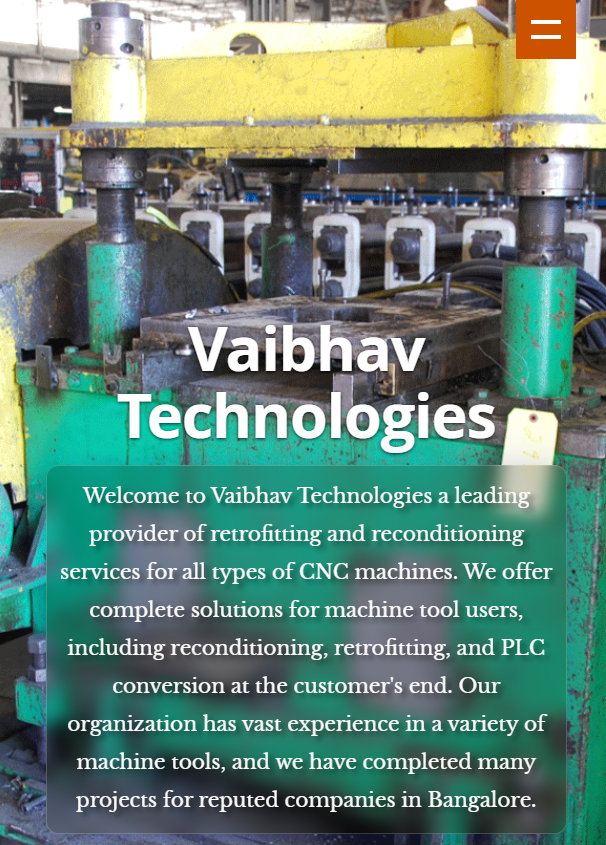 Vaibhav
Technologies
Welcome to Vaibhav Technologies a leading
provider of retrofitting and reconditioning
services for all types of CNC machines. We offer
complete solutions for machine tool users,
including reconditioning, retrofitting, and PLC
conversion at the customer's end. Our
organization has vast experience in a variety of
machine tools, and we have completed many
projects for reputed companies in Bangalore.